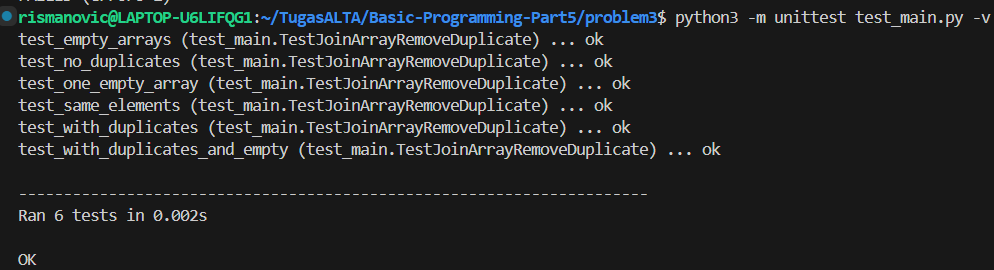 rismanovic@LAPTOP-U6LIFQG1:~/TugasALTA/Basic-Programming-Part5/problem3$ python3 -m unittest test_main.py -v
test_empty_arrays (test_main.TestJoinArrayRemoveDuplicate) ... ok
test_no_duplicates (test_main.TestJoinArrayRemoveDuplicate) ... ok
test_one_empty_array (test_main.TestJoinArrayRemoveDuplicate) ... ok
test_same_elements (test_main.TestJoinArrayRemoveDuplicate) ... ok
test_with_duplicates (test_main.TestJoinArrayRemoveDuplicate) ... ok
test_with_duplicates_and_empty (test_main.TestJoinArrayRemoveDuplicate) ... ok
----------------------------------------------------------------------
Ran 6 tests in 0.002s
OK